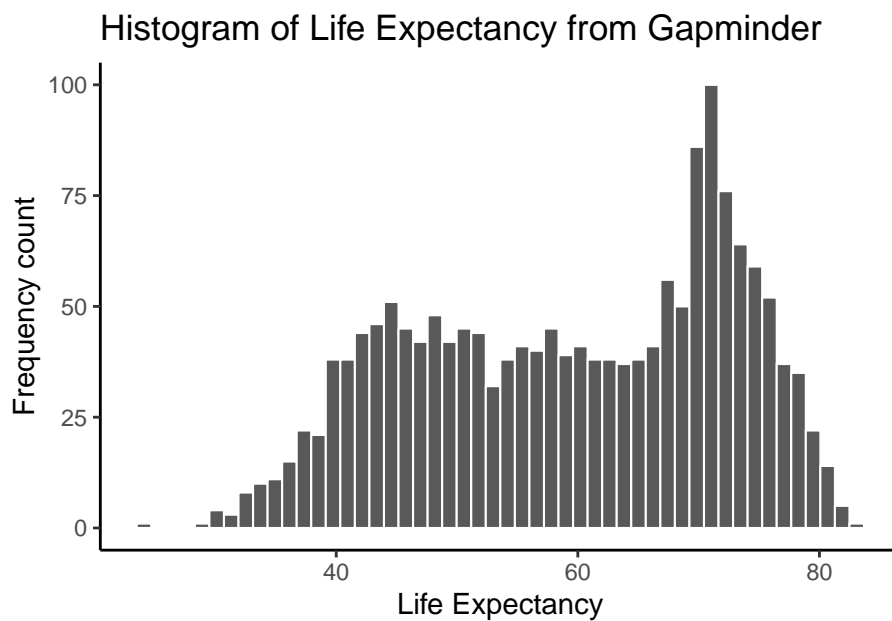 Histogram of Life Expectancy from Gapminder
100
75
50
25
0
Frequency count
40 60 80
Life Expectancy